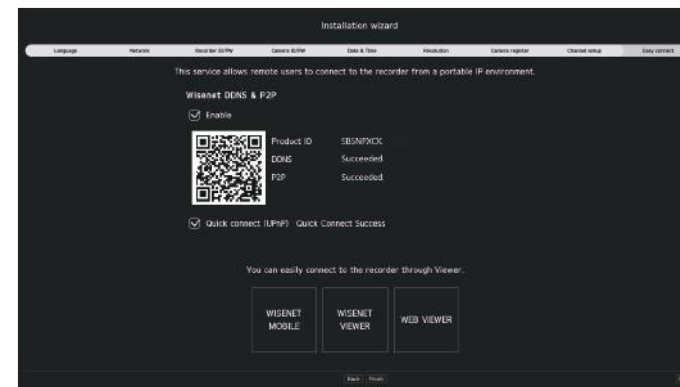 Installation wizard
Language Network Recorder ID/PW Camera ID/PW Date & Time Resolution Camera register Channel setup Easy connect
This service allows remote users to connect to the recorder from a portable IP environment.
Wisenet DDNS & P2P
Enable
Product ID
DDNS Succeeded
P2P Succeeded
Quick connect (UPnP) Quick Connect Success
You can easily connect to the recorder through Viewer.
WISENET MOBILE
WISENET VIEWER
WEB VIEWER
Back Finish